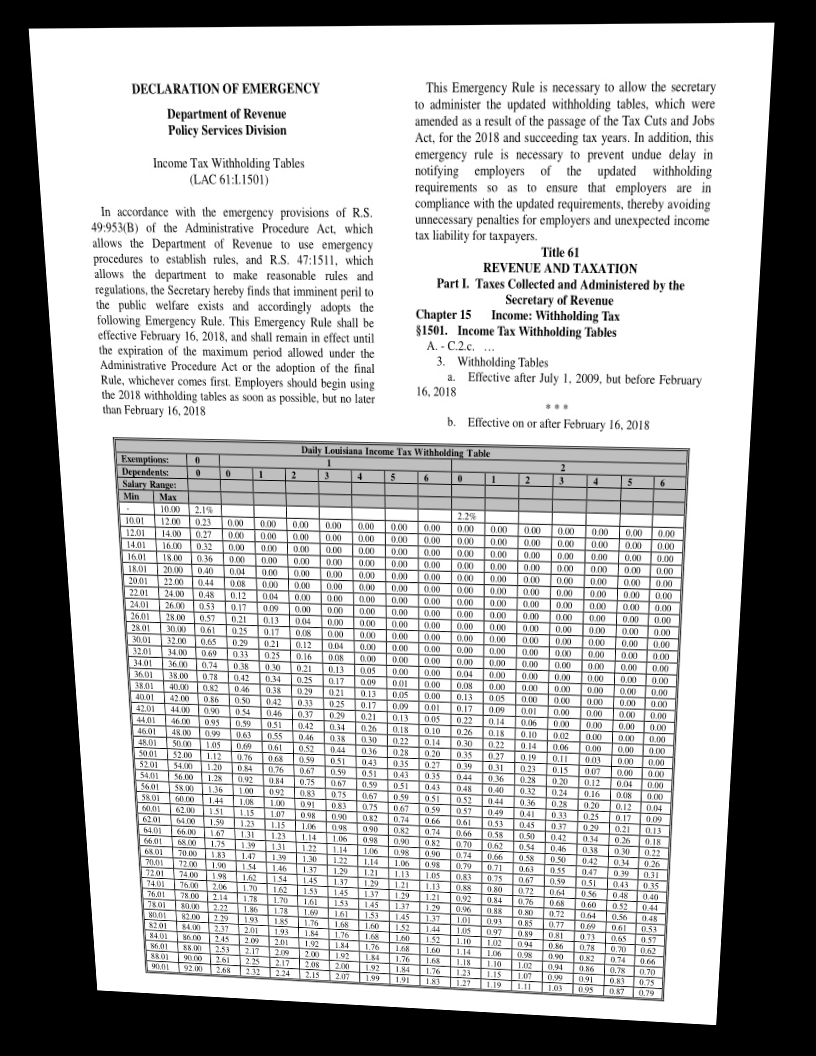 DECLARATION OF EMERGENCY
Department of Revenue
Policy Services Division
Income Tax Withholding Tables
(LAC 61:I.1501)
In accordance with the emergency provisions of R.S.
49:953(B) of the Administrative Procedure Act, which
allows the Department of Revenue to use emergency
procedures to establish rules, and R.S. 47:1511, which
allows the department to make reasonable rules and
regulations, the Secretary hereby finds that imminent peril to
the public welfare exists and accordingly adopts the
following Emergency Rule. This Emergency Rule shall be
effective February 16, 2018, and shall remain in effect until
the expiration of the maximum period allowed under the
Administrative Procedure Act or the adoption of the final
Rule, whichever comes first. Employers should begin using
the 2018 withholding tables as soon as possible, but no later
than February 16, 2018
This Emergency Rule is necessary to allow the secretary
to administer the updated withholding tables, which were
amended as a result of the passage of the Tax Cuts and Jobs
Act, for the 2018 and succeeding tax years. In addition, this
emergency rule is necessary to prevent undue delay in
notifying employers of the updated withholding
requirements so as to ensure that employers are in
compliance with the updated requirements, thereby avoiding
unnecessary penalties for employers and unexpected income
tax liability for taxpayers.
Title 61
REVENUE AND TAXATION
Part I. Taxes Collected and Administered by the
Secretary of Revenue
Chapter 15 Income: Withholding Tax
§1501. Income Tax Withholding Tables
A. - C.2.c. …
3. Withholding Tables
a. Effective after July 1, 2009, but before February
16, 2018
* * *
b. Effective on or after February 16, 2018
Daily Louisiana Income Tax Withholding Table
Exemptions: 0 1 2
Dependents: 0 0 1 2 3 4 5 6 0 1 2 3 4 5 6
Salary Range:
Min Max
- 10.00 2.1% 2.2%
10.01 12.00 0.23 0.00 0.00 0.00 0.00 0.00 0.00 0.00 0.00 0.00 0.00 0.00 0.00 0.00 0.00
12.01 14.00 0.27 0.00 0.00 0.00 0.00 0.00 0.00 0.00 0.00 0.00 0.00 0.00 0.00 0.00 0.00
14.01 16.00 0.32 0.00 0.00 0.00 0.00 0.00 0.00 0.00 0.00 0.00 0.00 0.00 0.00 0.00 0.00
16.01 18.00 0.36 0.00 0.00 0.00 0.00 0.00 0.00 0.00 0.00 0.00 0.00 0.00 0.00 0.00 0.00
18.01 20.00 0.40 0.04 0.00 0.00 0.00 0.00 0.00 0.00 0.00 0.00 0.00 0.00 0.00 0.00 0.00
20.01 22.00 0.44 0.08 0.00 0.00 0.00 0.00 0.00 0.00 0.00 0.00 0.00 0.00 0.00 0.00 0.00
22.01 24.00 0.48 0.12 0.04 0.00 0.00 0.00 0.00 0.00 0.00 0.00 0.00 0.00 0.00 0.00 0.00
24.01 26.00 0.53 0.17 0.09 0.00 0.00 0.00 0.00 0.00 0.00 0.00 0.00 0.00 0.00 0.00 0.00
26.01 28.00 0.57 0.21 0.13 0.04 0.00 0.00 0.00 0.00 0.00 0.00 0.00 0.00 0.00 0.00 0.00
28.01 30.00 0.61 0.25 0.17 0.08 0.00 0.00 0.00 0.00 0.00 0.00 0.00 0.00 0.00 0.00 0.00
30.01 32.00 0.65 0.29 0.21 0.12 0.04 0.00 0.00 0.00 0.00 0.00 0.00 0.00 0.00 0.00 0.00
32.01 34.00 0.69 0.33 0.25 0.16 0.08 0.00 0.00 0.00 0.00 0.00 0.00 0.00 0.00 0.00 0.00
34.01 36.00 0.74 0.38 0.30 0.21 0.13 0.05 0.00 0.00 0.04 0.00 0.00 0.00 0.00 0.00 0.00
36.01 38.00 0.78 0.42 0.34 0.25 0.17 0.09 0.01 0.00 0.08 0.00 0.00 0.00 0.00 0.00 0.00
38.01 40.00 0.82 0.46 0.38 0.29 0.21 0.13 0.05 0.00 0.13 0.05 0.00 0.00 0.00 0.00 0.00
40.01 42.00 0.86 0.50 0.42 0.33 0.25 0.17 0.09 0.01 0.17 0.09 0.01 0.00 0.00 0.00 0.00
42.01 44.00 0.90 0.54 0.46 0.37 0.29 0.21 0.13 0.05 0.22 0.14 0.06 0.00 0.00 0.00 0.00
44.01 46.00 0.95 0.59 0.51 0.42 0.34 0.26 0.18 0.10 0.26 0.18 0.10 0.02 0.00 0.00 0.00
46.01 48.00 0.99 0.63 0.55 0.46 0.38 0.30 0.22 0.14 0.30 0.22 0.14 0.06 0.00 0.00 0.00
48.01 50.00 1.05 0.69 0.61 0.52 0.44 0.36 0.28 0.20 0.35 0.27 0.19 0.11 0.03 0.00 0.00
50.01 52.00 1.12 0.76 0.68 0.59 0.51 0.43 0.35 0.27 0.39 0.31 0.23 0.15 0.07 0.00 0.00
52.01 54.00 1.20 0.84 0.76 0.67 0.59 0.51 0.43 0.35 0.44 0.36 0.28 0.20 0.12 0.04 0.00
54.01 56.00 1.28 0.92 0.84 0.75 0.67 0.59 0.51 0.43 0.48 0.40 0.32 0.24 0.16 0.08 0.00
56.01 58.00 1.36 1.00 0.92 0.83 0.75 0.67 0.59 0.51 0.52 0.44 0.36 0.28 0.20 0.12 0.04
58.01 60.00 1.44 1.08 1.00 0.91 0.83 0.75 0.67 0.59 0.57 0.49 0.41 0.33 0.25 0.17 0.09
60.01 62.00 1.51 1.15 1.07 0.98 0.90 0.82 0.74 0.66 0.61 0.53 0.45 0.37 0.29 0.21 0.13
62.01 64.00 1.59 1.23 1.15 1.06 0.98 0.90 0.82 0.74 0.66 0.58 0.50 0.42 0.34 0.26 0.18
64.01 66.00 1.67 1.31 1.23 1.14 1.06 0.98 0.90 0.82 0.70 0.62 0.54 0.46 0.38 0.30 0.22
66.01 68.00 1.75 1.39 1.31 1.22 1.14 1.06 0.98 0.90 0.74 0.66 0.58 0.50 0.42 0.34 0.26
68.01 70.00 1.83 1.47 1.39 1.30 1.22 1.14 1.06 0.98 0.79 0.71 0.63 0.55 0.47 0.39 0.31
70.01 72.00 1.90 1.54 1.46 1.37 1.29 1.21 1.13 1.05 0.83 0.75 0.67 0.59 0.51 0.43 0.35
72.01 74.00 1.98 1.62 1.54 1.45 1.37 1.29 1.21 1.13 0.88 0.80 0.72 0.64 0.56 0.48 0.40
74.01 76.00 2.06 1.70 1.62 1.53 1.45 1.37 1.29 1.21 0.92 0.84 0.76 0.68 0.60 0.52 0.44
76.01 78.00 2.14 1.78 1.70 1.61 1.53 1.45 1.37 1.29 0.96 0.88 0.80 0.72 0.64 0.56 0.48
78.01 80.00 2.22 1.86 1.78 1.69 1.61 1.53 1.45 1.37 1.01 0.93 0.85 0.77 0.69 0.61 0.53
80.01 82.00 2.29 1.93 1.85 1.76 1.68 1.60 1.52 1.44 1.05 0.97 0.89 0.81 0.73 0.65 0.57
82.01 84.00 2.37 2.01 1.93 1.84 1.76 1.68 1.60 1.52 1.10 1.02 0.94 0.86 0.78 0.70 0.62
84.01 86.00 2.45 2.09 2.01 1.92 1.84 1.76 1.68 1.60 1.14 1.06 0.98 0.90 0.82 0.74 0.66
86.01 88.00 2.53 2.17 2.09 2.00 1.92 1.84 1.76 1.68 1.18 1.10 1.02 0.94 0.86 0.78 0.70
88.01 90.00 2.61 2.25 2.17 2.08 2.00 1.92 1.84 1.76 1.23 1.15 1.07 0.99 0.91 0.83 0.75
90.01 92.00 2.68 2.32 2.24 2.15 2.07 1.99 1.91 1.83 1.27 1.19 1.11 1.03 0.95 0.87 0.79